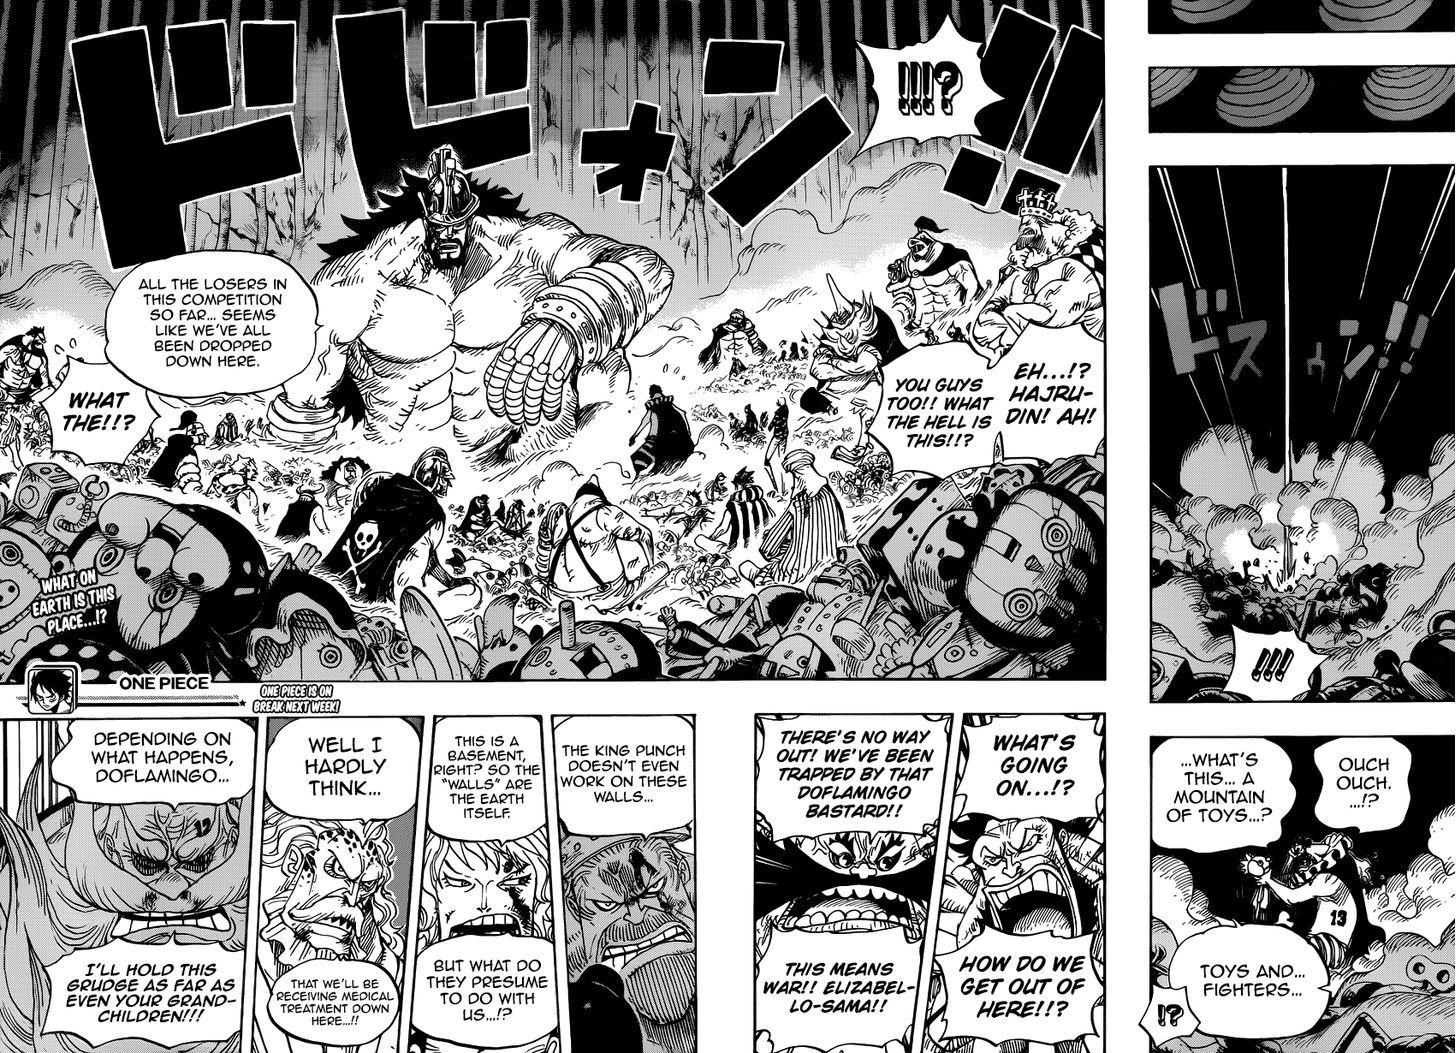 ドスゥン!!
!!!
OUCH
OUCH.
...!?
...WHAT'S
THIS... A
MOUNTAIN
OF TOYS...?
13
TOYS AND...
FIGHTERS...
!?
ドドォン!!
!!!?
EH...!?
HAJRU-
DIN! AH!
YOU GUYS
TOO!! WHAT
THE HELL IS
THIS!!?
ALL THE LOSERS IN
THIS COMPETITION
SO FAR... SEEMS
LIKE WE'VE ALL
BEEN DROPPED
DOWN HERE.
WHAT
THE!!?
WHAT ON
EARTH IS THIS
PLACE...!?
ONE PIECE
ONE PIECE IS ON
BREAK NEXT WEEK!
WHAT'S
GOING
ON...!?
HOW DO WE
GET OUT OF
HERE!!?
THERE'S NO WAY
OUT! WE'VE BEEN
TRAPPED BY THAT
DOFLAMINGO
BASTARD!!
THIS MEANS
WAR!! ELIZABEL-
LO-SAMA!!
THE KING PUNCH
DOESN'T EVEN
WORK ON THESE
WALLS...
THIS IS A
BASEMENT,
RIGHT? SO THE
"WALLS" ARE
THE EARTH
ITSELF.
BUT WHAT DO
THEY PRESUME
TO DO WITH
US...!?
WELL I
HARDLY
THINK...
THAT WE'LL BE
RECEIVING MEDICAL
TREATMENT DOWN
HERE...!!
DEPENDING ON
WHAT HAPPENS,
DOFLAMINGO...
12
I'LL HOLD THIS
GRUDGE AS FAR AS
EVEN YOUR GRAND-
CHILDREN!!!